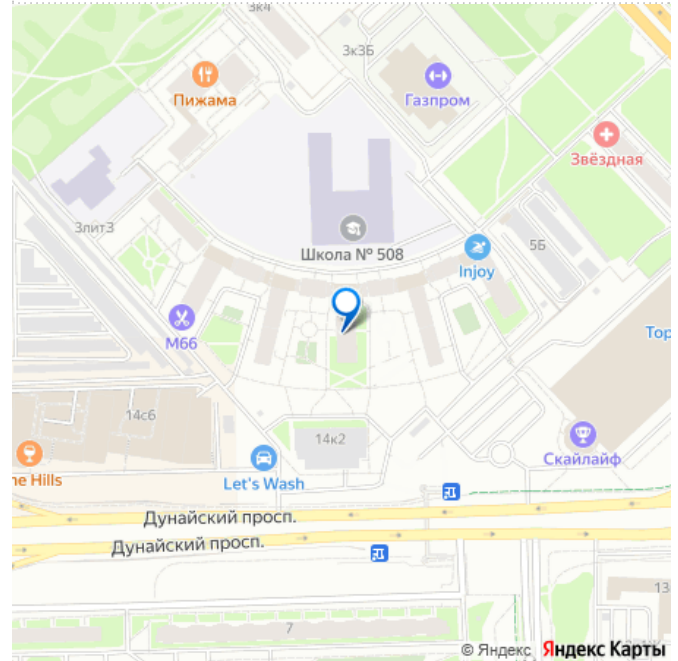 3к4
3к3Б
Пижама
Газпром
Звёздная
3лит3
Школа № 508
5Б
Injoy
М66
Тор
14с6
14к2
Скайлайф
ne Hills
Let's Wash
Дунайский просп.
Дунайский просп.
13
7
© Яндекс Яндекс Карты